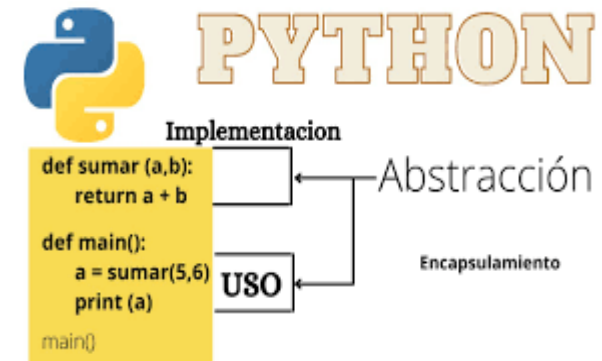 PYTHON
Implementacion
def sumar (a,b):
return a + b
Abstracción
def main():
a = sumar(5,6)
print (a)
USO
Encapsulamiento
main()